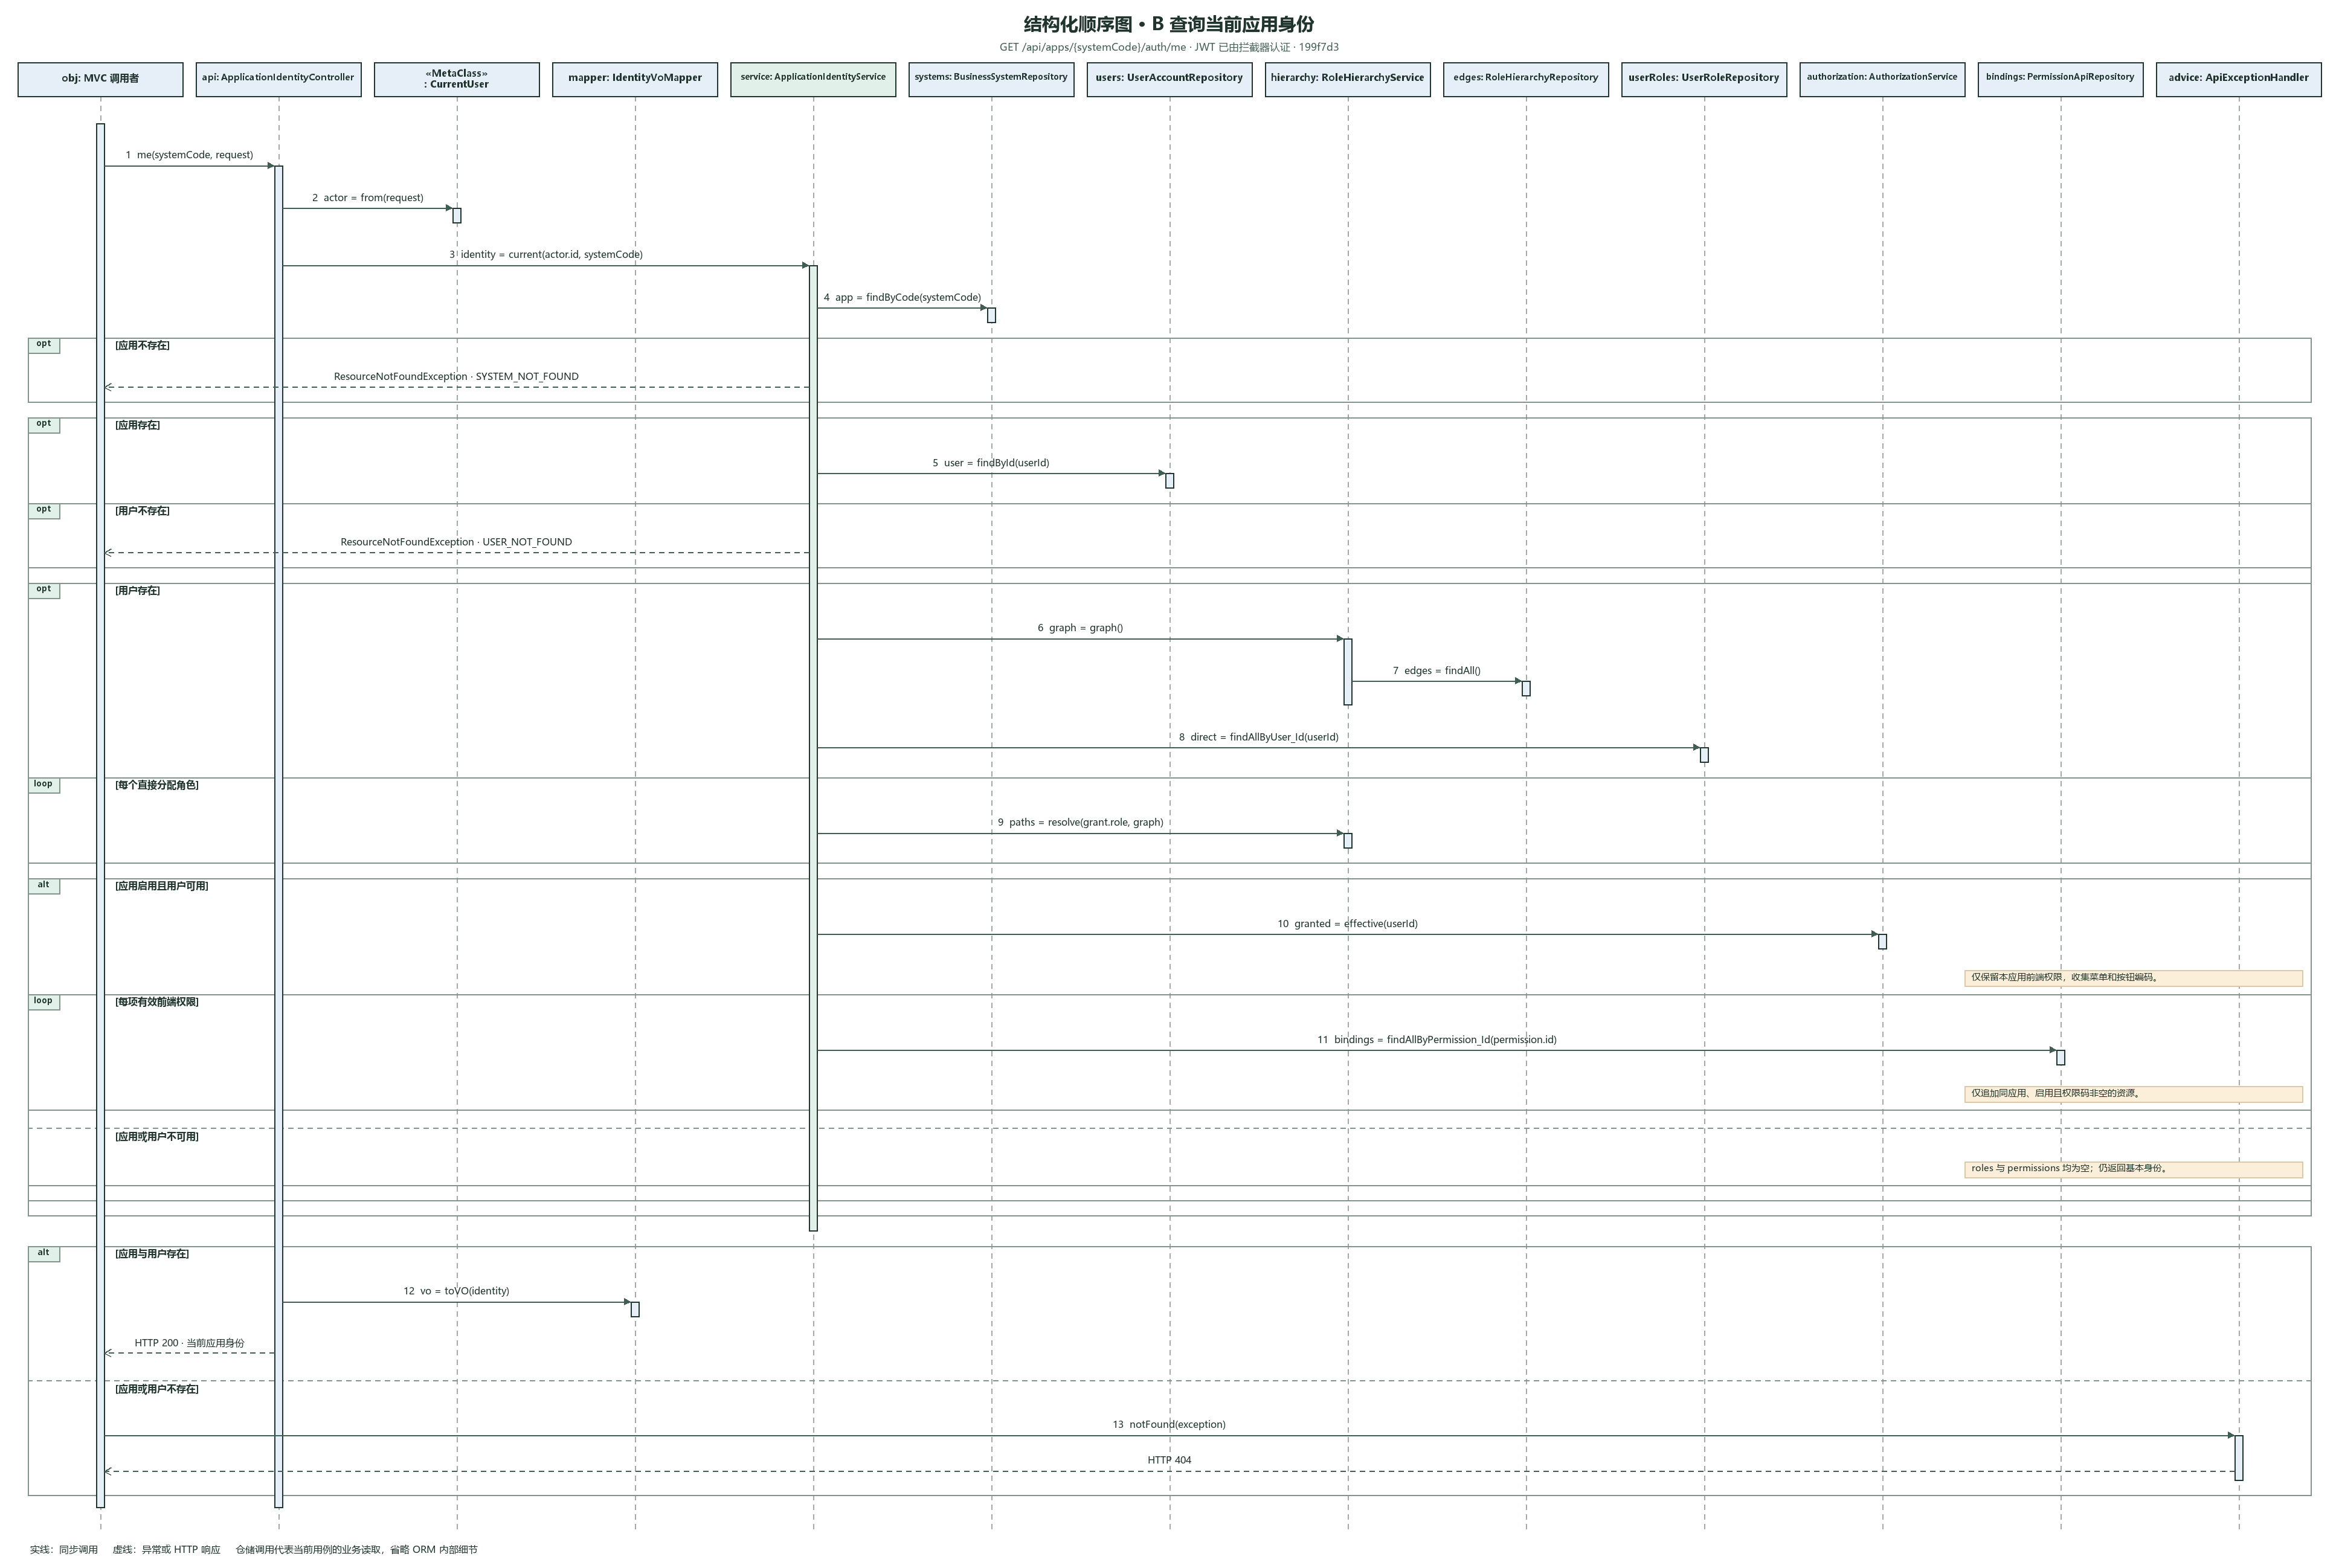 结构化顺序图 • B 查询当前应用身份
GET /api/apps/{systemCode}/auth/me · JWT 已由拦截器认证 · 199f7d3
obj: MVC 调用者
api: ApplicationIdentityController
«MetaClass»
: CurrentUser
mapper: IdentityVoMapper
service: ApplicationIdentityService
systems: BusinessSystemRepository
users: UserAccountRepository
hierarchy: RoleHierarchyService
edges: RoleHierarchyRepository
userRoles: UserRoleRepository
authorization: AuthorizationService
bindings: PermissionApiRepository
advice: ApiExceptionHandler
1 me(systemCode, request)
2 actor = from(request)
3 identity = current(actor.id, systemCode)
4 app = findByCode(systemCode)
opt [应用不存在]
ResourceNotFoundException · SYSTEM_NOT_FOUND
opt [应用存在]
5 user = findById(userId)
opt [用户不存在]
ResourceNotFoundException · USER_NOT_FOUND
opt [用户存在]
6 graph = graph()
7 edges = findAll()
8 direct = findAllByUser_Id(userId)
loop [每个直接分配角色]
9 paths = resolve(grant.role, graph)
alt [应用启用且用户可用]
10 granted = effective(userId)
仅保留本应用前端权限，收集菜单和按钮编码。
loop [每项有效前端权限]
11 bindings = findAllByPermission_Id(permission.id)
仅追加同应用、启用且权限码非空的资源。
[应用或用户不可用]
roles 与 permissions 均为空；仍返回基本身份。
alt [应用与用户存在]
12 vo = toVO(identity)
HTTP 200 · 当前应用身份
[应用或用户不存在]
13 notFound(exception)
HTTP 404
实线：同步调用 虚线：异常或 HTTP 响应 仓储调用代表当前用例的业务读取，省略 ORM 内部细节